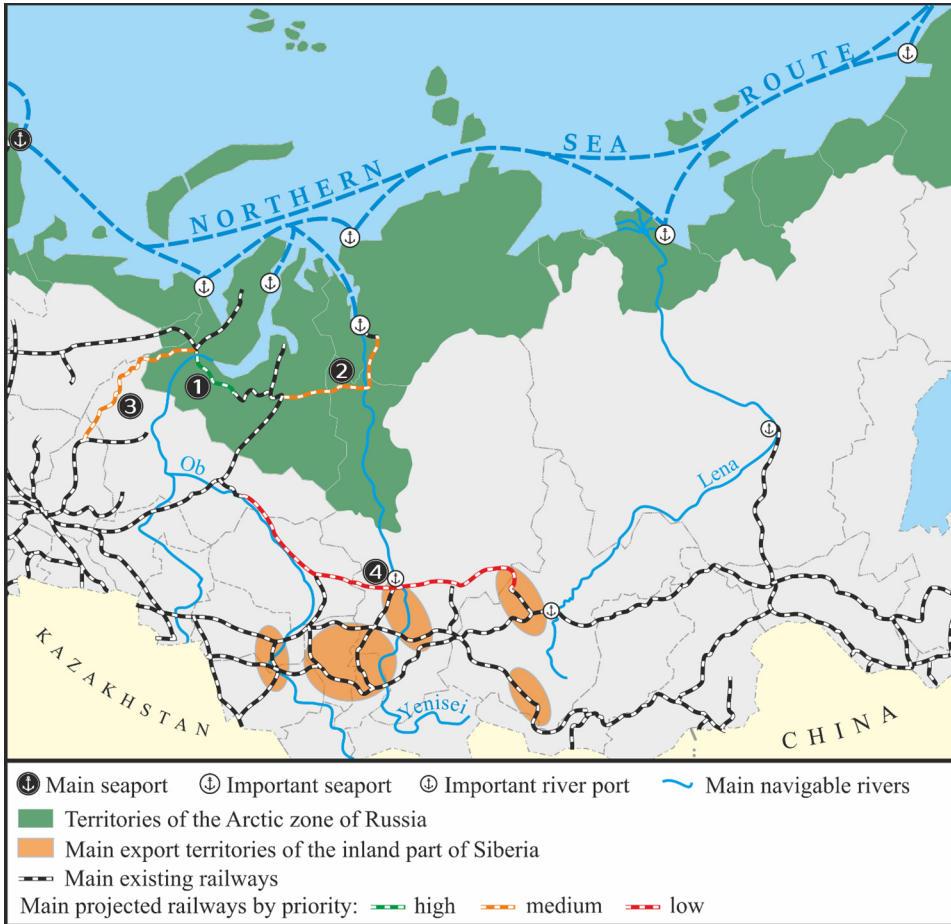 NORTHERN SEA ROUTE
1
2
3
Ob
Lena
4
Yenisei
KAZAKHSTAN
CHINA
Main seaport Important seaport Important river port Main navigable rivers
Territories of the Arctic zone of Russia
Main export territories of the inland part of Siberia
Main existing railways
Main projected railways by priority: high medium low